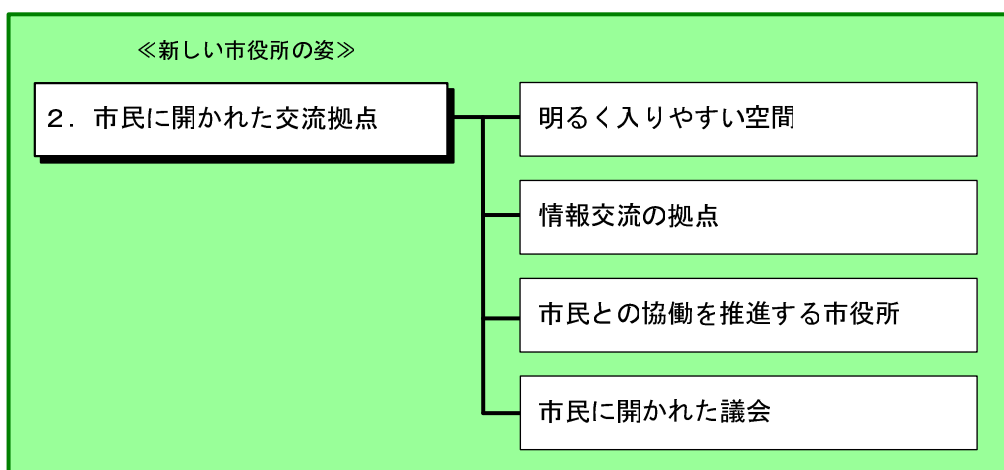 ≪新しい市役所の姿≫
２．市民に開かれた交流拠点
明るく入りやすい空間
情報交流の拠点
市民との協働を推進する市役所
市民に開かれた議会